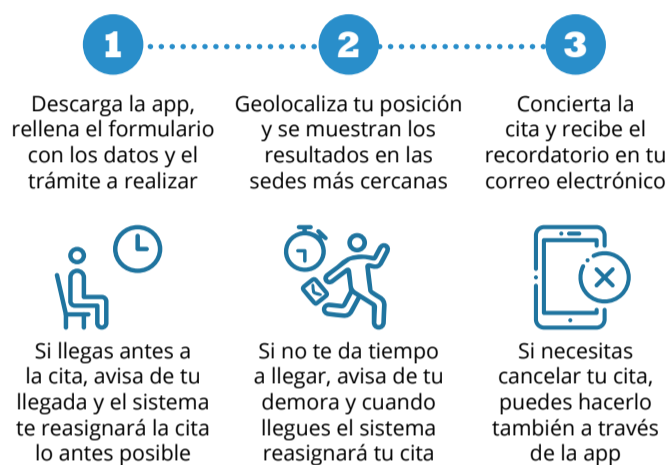 1
Descarga la app,
rellena el formulario
con los datos y el
trámite a realizar
2
Geolocaliza tu posición
y se muestran los
resultados en las
sedes más cercanas
3
Concierta la
cita y recibe el
recordatorio en tu
correo electrónico
Si llegas antes a
la cita, avisa de tu
llegada y el sistema
te reasignará la cita
lo antes posible
Si no te da tiempo
a llegar, avisa de tu
demora y cuando
llegues el sistema
reasignará tu cita
Si necesitas
cancelar tu cita,
puedes hacerlo
también a través
de la app